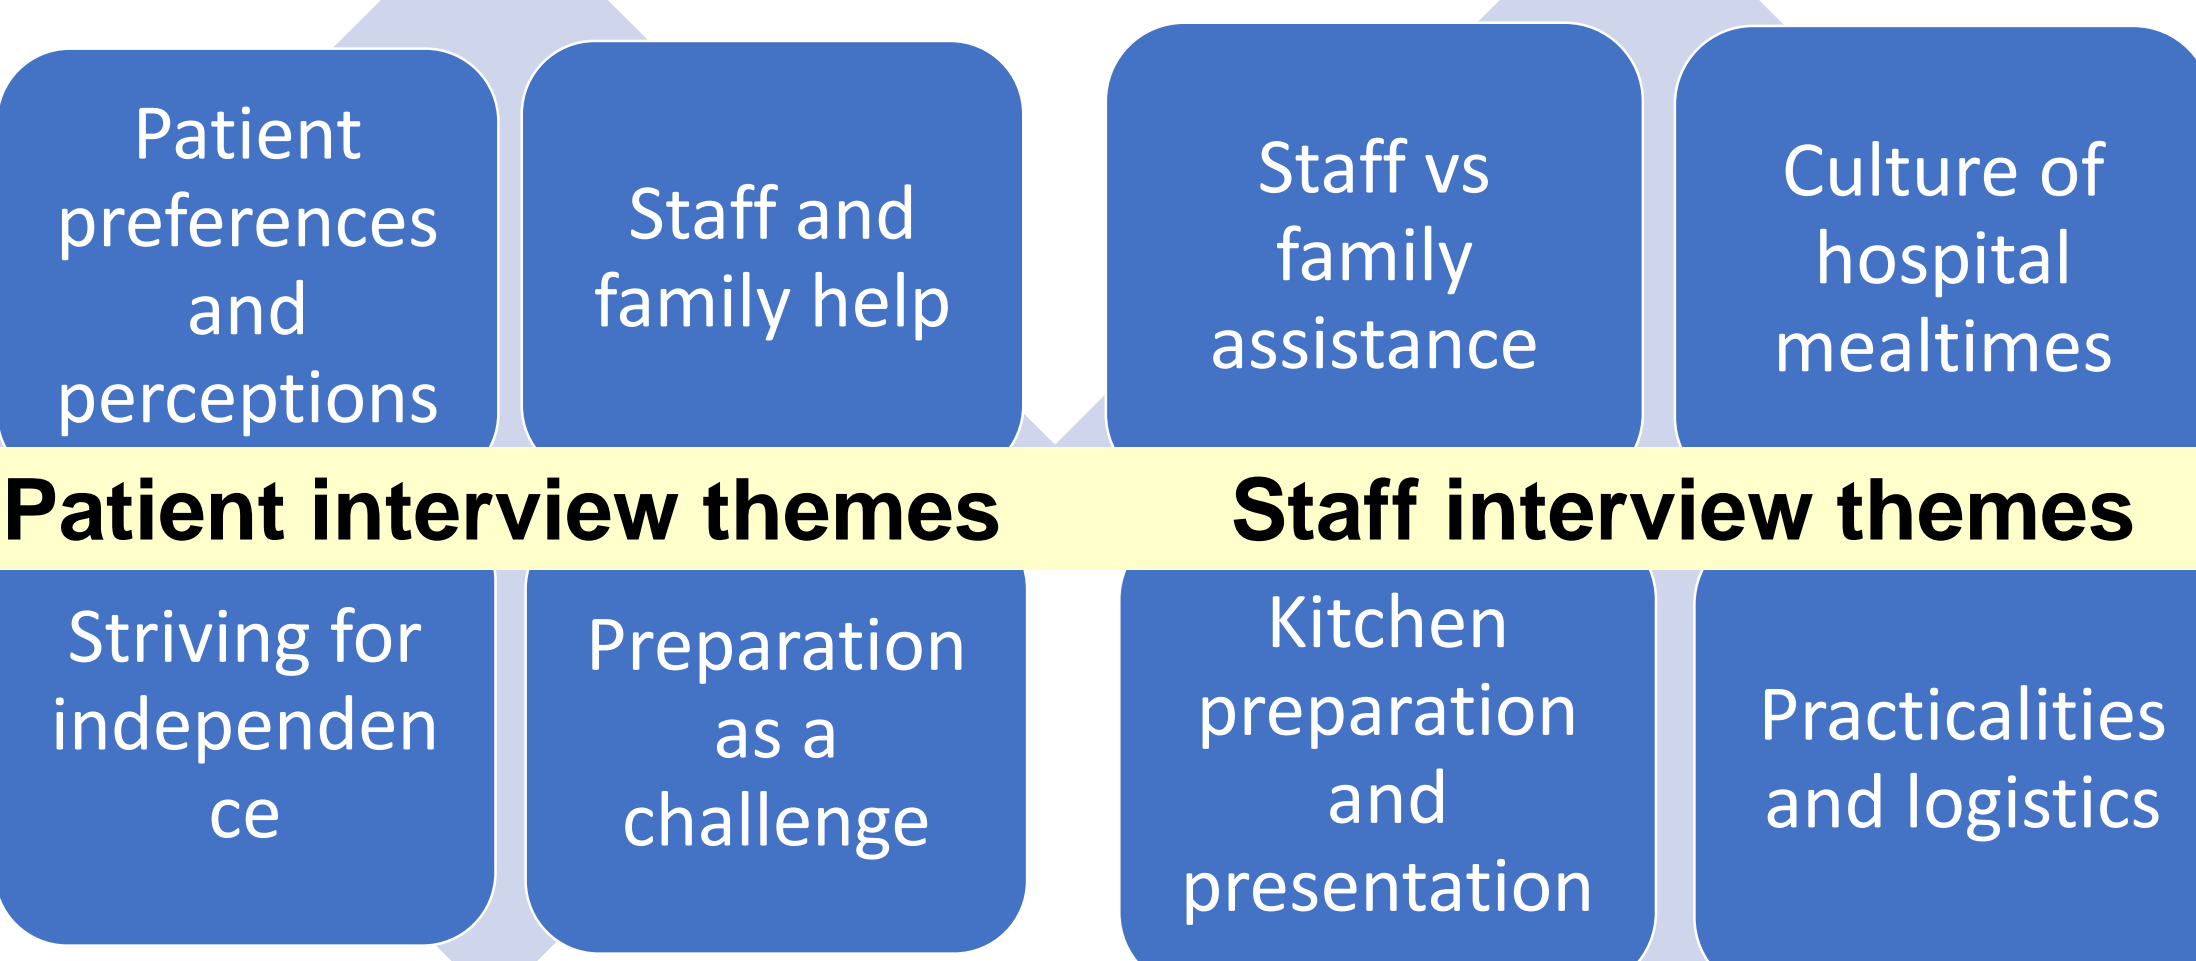 Patient
preferences
and
perceptions
Staff and
family help
Staff vs
family
assistance
Culture of
hospital
mealtimes
Patient interview themes
Staff interview themes
Striving for
independen
ce
Preparation
as a
challenge
Kitchen
preparation
and
presentation
Practicalities
and logistics